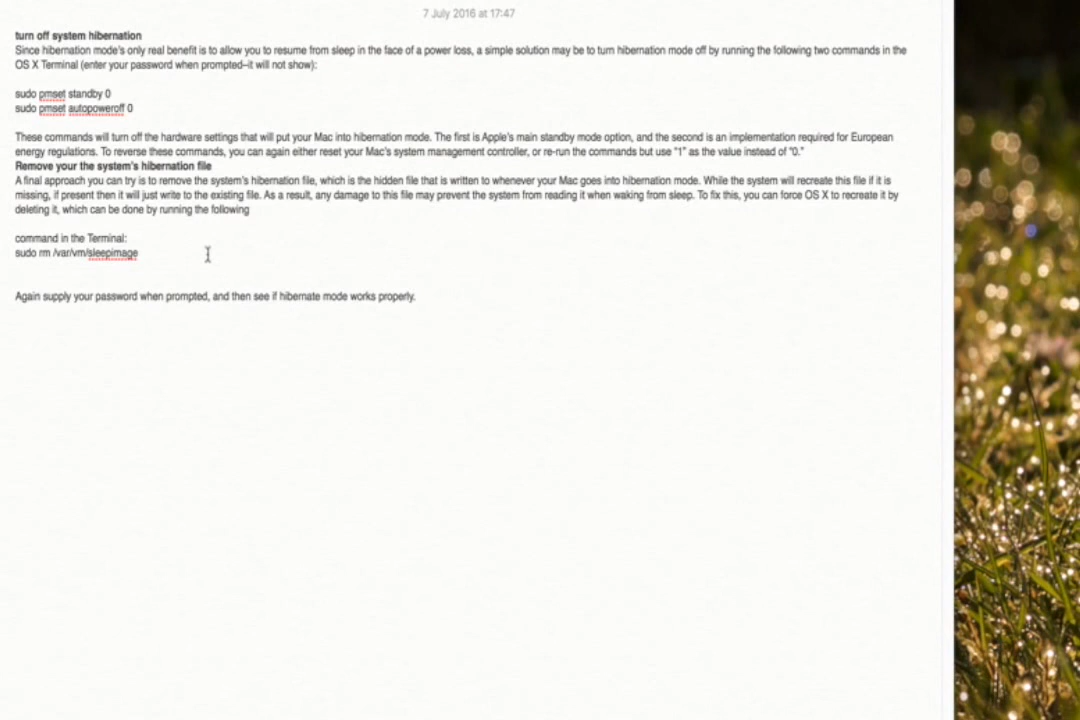 7 July 2016 at 17:47
turn off system hibernation
Since hibernation mode's only real benefit is to allow you to resume from sleep in the face of a power loss, a simple solution may be to turn hibernation mode off by running the following two commands in the
OS X Terminal (enter your password when prompted–it will not show):
sudo pmset standby 0
sudo pmset autopoweroff 0
These commands will turn off the hardware settings that will put your Mac into hibernation mode. The first is Apple's main standby mode option, and the second is an implementation required for European
energy regulations. To reverse these commands, you can again either reset your Mac's system management controller, or re-run the commands but use "1" as the value instead of "0."
Remove your the system's hibernation file
A final approach you can try is to remove the system's hibernation file, which is the hidden file that is written to whenever your Mac goes into hibernation mode. While the system will recreate this file if it is
missing, if present then it will just write to the existing file. As a result, any damage to this file may prevent the system from reading it when waking from sleep. To fix this, you can force OS X to recreate it by
deleting it, which can be done by running the following
command in the Terminal:
sudo rm /var/vm/sleepimage
Again supply your password when prompted, and then see if hibernate mode works properly.